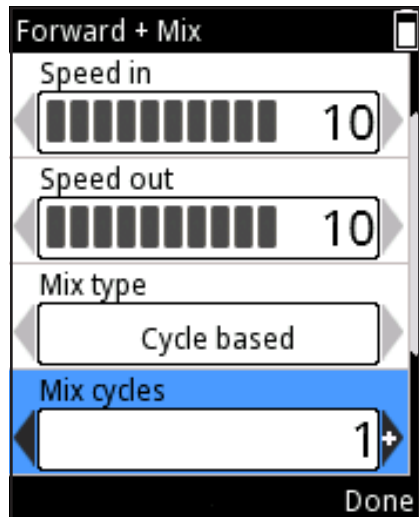 Forward + Mix
Speed in
10
Speed out
10
Mix type
Cycle based
Mix cycles
1 +
Done